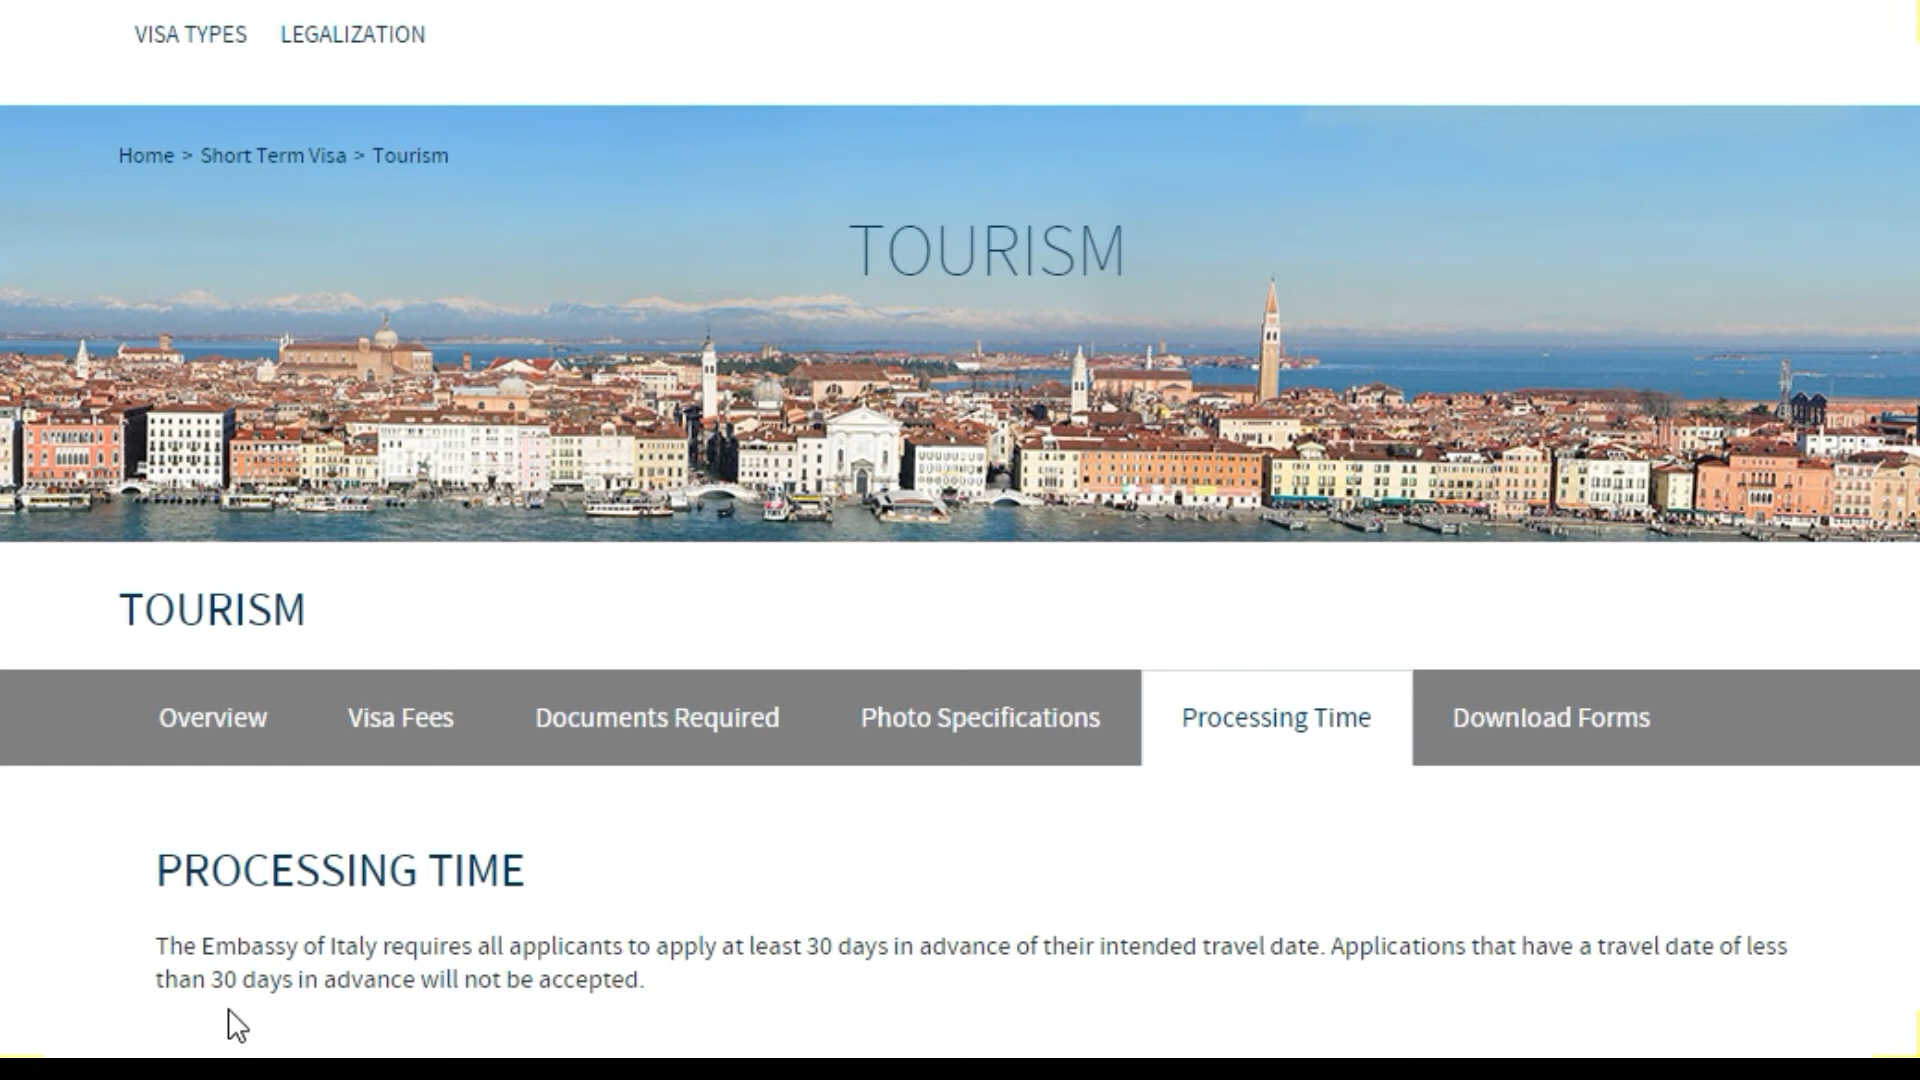 VISA TYPES LEGALIZATION
Home > Short Term Visa > Tourism
TOURISM
TOURISM
Overview Visa Fees Documents Required Photo Specifications Processing Time Download Forms
PROCESSING TIME
The Embassy of Italy requires all applicants to apply at least 30 days in advance of their intended travel date. Applications that have a travel date of less
than 30 days in advance will not be accepted.